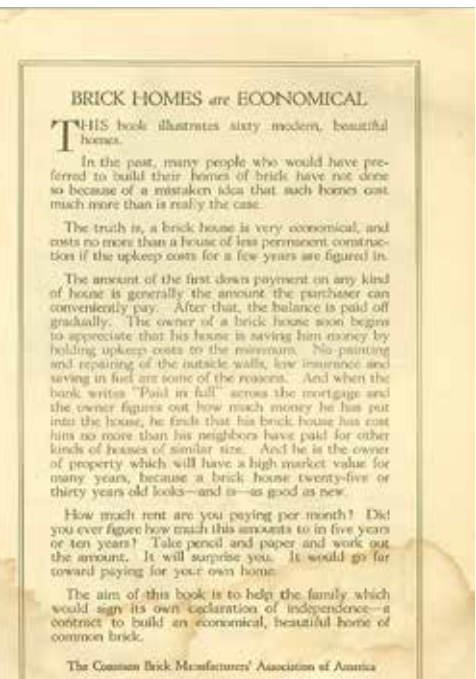 BRICK HOMES are ECONOMICAL
THIS book illustrates sixty modern, beautiful
homes.
In the past, many people who would have pre-
ferred to build their homes of brick have not done
so because of a mistaken idea that such homes cost
much more than is really the case.
The truth is, a brick house is very economical, and
costs no more than a house of less permanent construc-
tion if the upkeep costs for a few years are figured in.
The amount of the first down payment on any kind
of house is generally the amount the purchaser can
conveniently pay. After that, the balance is paid off
gradually. The owner of a brick house soon begins
to appreciate that his house is saving him money by
holding upkeep costs to the minimum. No painting
and repairing of the outside walls, low insurance and
saving in fuel are some of the reasons. And when the
bank writes "Paid in full" across the mortgage and
the owner figures out how much money he has put
into the house, he finds that his brick house has cost
him no more than his neighbors have paid for other
kinds of houses of similar size. And he is the owner
of property which will have a high market value for
many years, because a brick house twenty-five or
thirty years old looks—and is—as good as new.
How much rent are you paying per month? Did
you ever figure how much this amounts to in five years
or ten years? Take pencil and paper and work out
the amount. It will surprise you. It would go far
toward paying for your own home.
The aim of this book is to help the family which
would sign its own declaration of independence—a
contract to build an economical, beautiful home of
common brick.
The Common Brick Manufacturers' Association of America